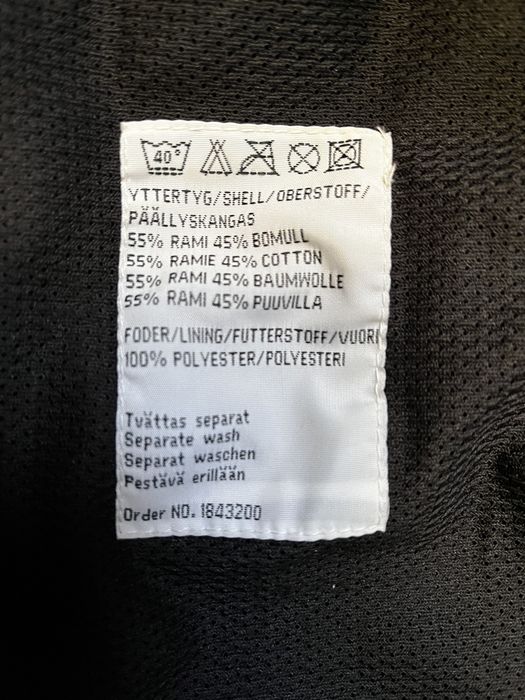 40°
YTTERTYG/SHELL/OBERSTOFF/
PÄÄLLYSKANGAS
55% RAMI 45% BOMULL
55% RAMIE 45% COTTON
55% RAMI 45% BAUMWOLLE
55% RAMI 45% PUUVILLA
FODER/LINING/FUTTERSTOFF/VUORI
100% POLYESTER/POLYESTERI
Tvättas separat
Separate wash
Separat waschen
Pestävä erillään
Order NO. 1843200